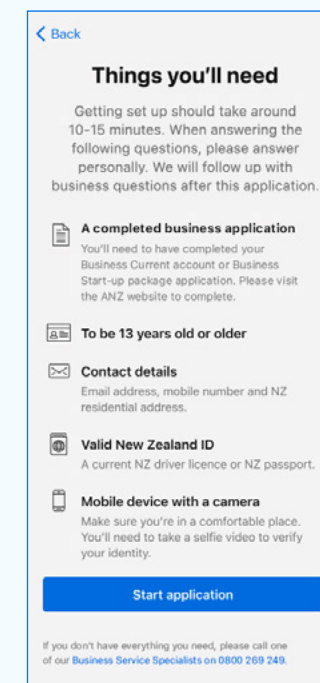 Back
Things you'll need
Getting set up should take around
10-15 minutes. When answering the
following questions, please answer
personally. We will follow up with
business questions after this application.
A completed business application
You'll need to have completed your
Business Current account or Business
Start-up package application. Please visit
the ANZ website to complete.
To be 13 years old or older
Contact details
Email address, mobile number and NZ
residential address.
Valid New Zealand ID
A current NZ driver licence or NZ passport.
Mobile device with a camera
Make sure you're in a comfortable place.
You'll need to take a selfie video to verify
your identity.
Start application
If you don't have everything you need, please call one
of our Business Service Specialists on 0800 269 249.